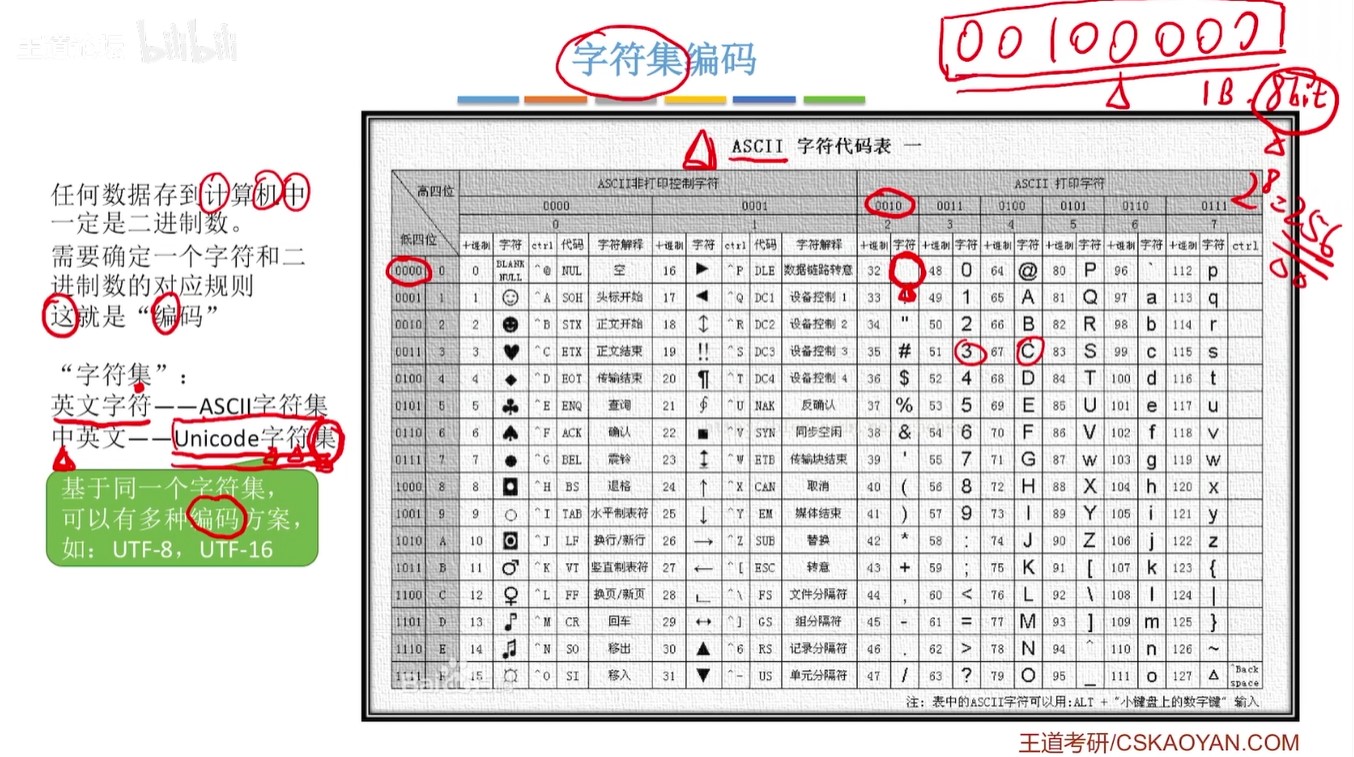 王道论坛 bilibili
字符集编码
00100000
1B. 8bit
2⁸=256
任何数据存到计算机中
一定是二进制数。
需要确定一个字符和二
进制数的对应规则
这就是“编码”
“字符集”:
英文字符——ASCII字符集
中英文——Unicode字符集
基于同一个字符集，
可以有多种编码方案，
如：UTF-8，UTF-16
ASCII 字符代码表 一
高四位 ASCII非打印控制字符 ASCII 打印字符
0000 0001 0010 0011 0100 0101 0110 0111
低四位 0 1 2 3 4 5 6 7
十进制 字符 ctrl 代码 字符解释 十进制 字符 ctrl 代码 字符解释 十进制 字符 十进制 字符 十进制 字符 十进制 字符 十进制 字符 十进制 字符 ctrl
0000 0 0 BLANK NULL ^@ NUL 空 16 ► ^P DLE 数据链路转意 32 48 0 64 @ 80 P 96 ` 112 p
0001 1 1 ☺ ^A SOH 头标开始 17 ◄ ^Q DC1 设备控制 1 33 49 1 65 A 81 Q 97 a 113 q
0010 2 2 ☻ ^B STX 正文开始 18 ↕ ^R DC2 设备控制 2 34 " 50 2 66 B 82 R 98 b 114 r
0011 3 3 ♥ ^C ETX 正文结束 19 !! ^S DC3 设备控制 3 35 # 51 3 67 C 83 S 99 c 115 s
0100 4 4 ◆ ^D EOT 传输结束 20 ¶ ^T DC4 设备控制 4 36 $ 52 4 68 D 84 T 100 d 116 t
0101 5 5 ♣ ^E ENQ 查询 21 ∮ ^U NAK 反确认 37 % 53 5 69 E 85 U 101 e 117 u
0110 6 6 ♠ ^F ACK 确认 22 ■ ^V SYN 同步空闲 38 & 54 6 70 F 86 V 102 f 118 v
0111 7 7 ● ^G BEL 震铃 23 ↨ ^W ETB 传输块结束 39 ' 55 7 71 G 87 w 103 g 119 w
1000 8 8 ◘ ^H BS 退格 24 ↑ ^X CAN 取消 40 ( 56 8 72 H 88 X 104 h 120 x
1001 9 9 ○ ^I TAB 水平制表符 25 ↓ ^Y EM 媒体结束 41 ) 57 9 73 I 89 Y 105 i 121 y
1010 A 10 ◙ ^J LF 换行/新行 26 → ^Z SUB 替换 42 * 58 : 74 J 90 Z 106 j 122 z
1011 B 11 ♂ ^K VT 竖直制表符 27 ← ^[ ESC 转意 43 + 59 ; 75 K 91 [ 107 k 123 {
1100 C 12 ♀ ^L FF 换页/新页 28 ∟ ^\ FS 文件分隔符 44 , 60 < 76 L 92 \ 108 l 124 |
1101 D 13 ♪ ^M CR 回车 29 ↔ ^] GS 组分隔符 45 - 61 = 77 M 93 ] 109 m 125 }
1110 E 14 ♫ ^N SO 移出 30 ▲ ^6 RS 记录分隔符 46 . 62 > 78 N 94 ^ 110 n 126 ~
1111 15 ☼ ^O SI 移入 31 ▼ ^- US 单元分隔符 47 / 63 ? 79 O 95 _ 111 o 127 Δ ^Back space
注：表中的ASCII字符可以用:ALT + “小键盘上的数字键” 输入
王道考研/CSKAOYAN.COM